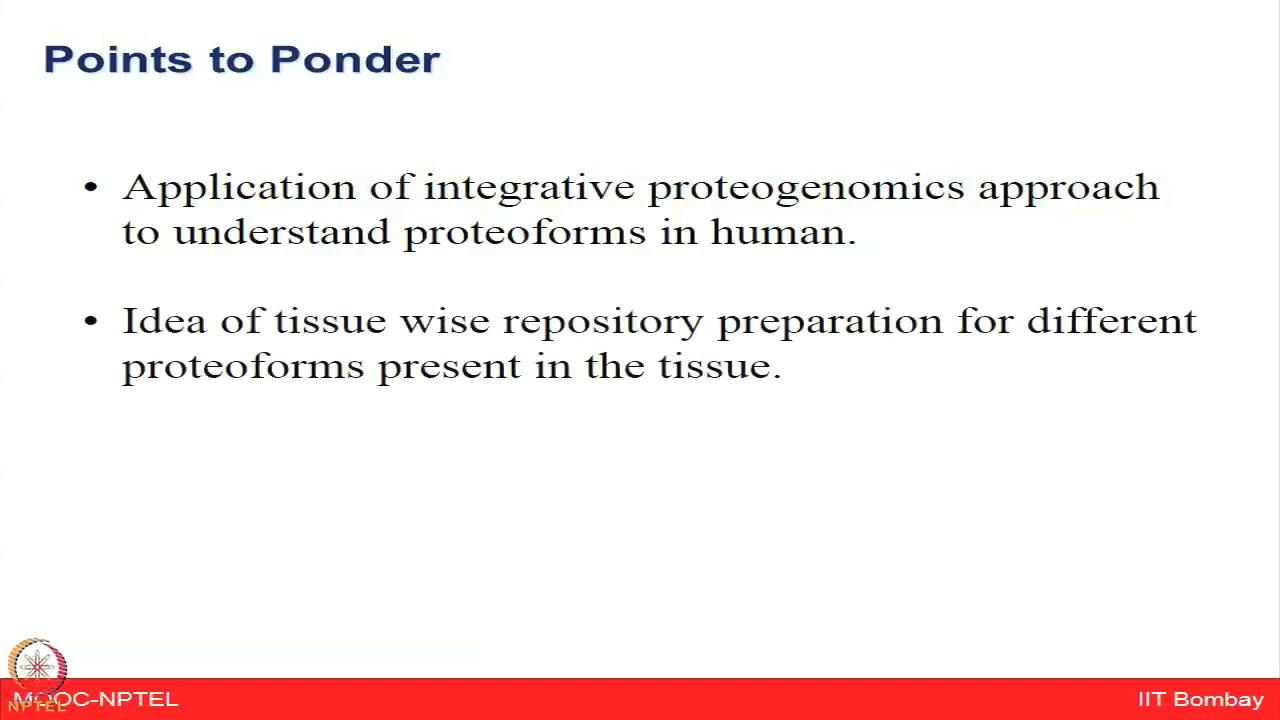 Points to Ponder
• Application of integrative proteogenomics approach
to understand proteoforms in human.
• Idea of tissue wise repository preparation for different
proteoforms present in the tissue.
MOOC-NPTEL
NPTEL
IIT Bombay